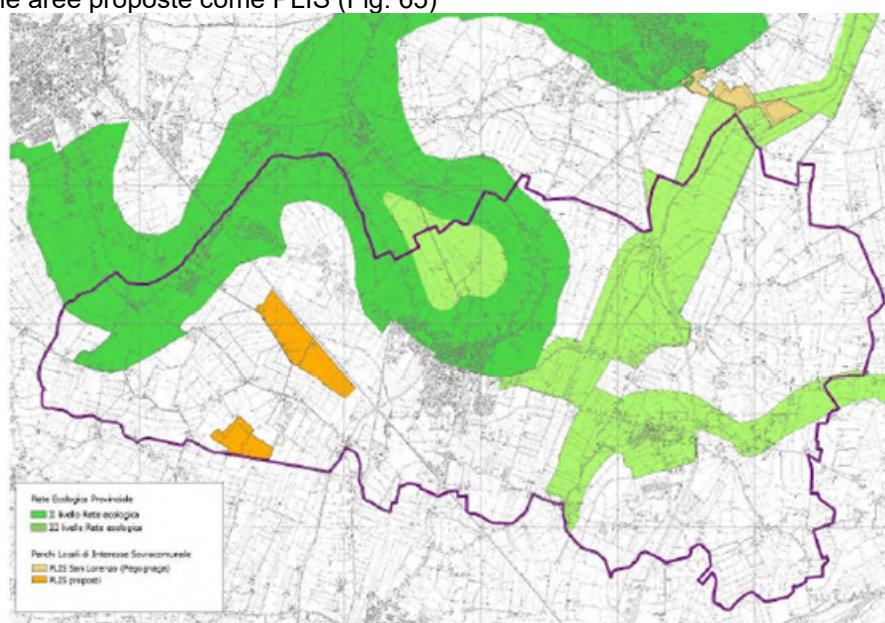 le aree proposte come PLIS (Fig. 65)
Rete Ecologica Provinciale
I livello Rete ecologica
III livello Rete ecologica
Parchi Locali di Interesse Sovracomunale
PLIS San Lorenzo (Pegognaga)
PLIS proposti